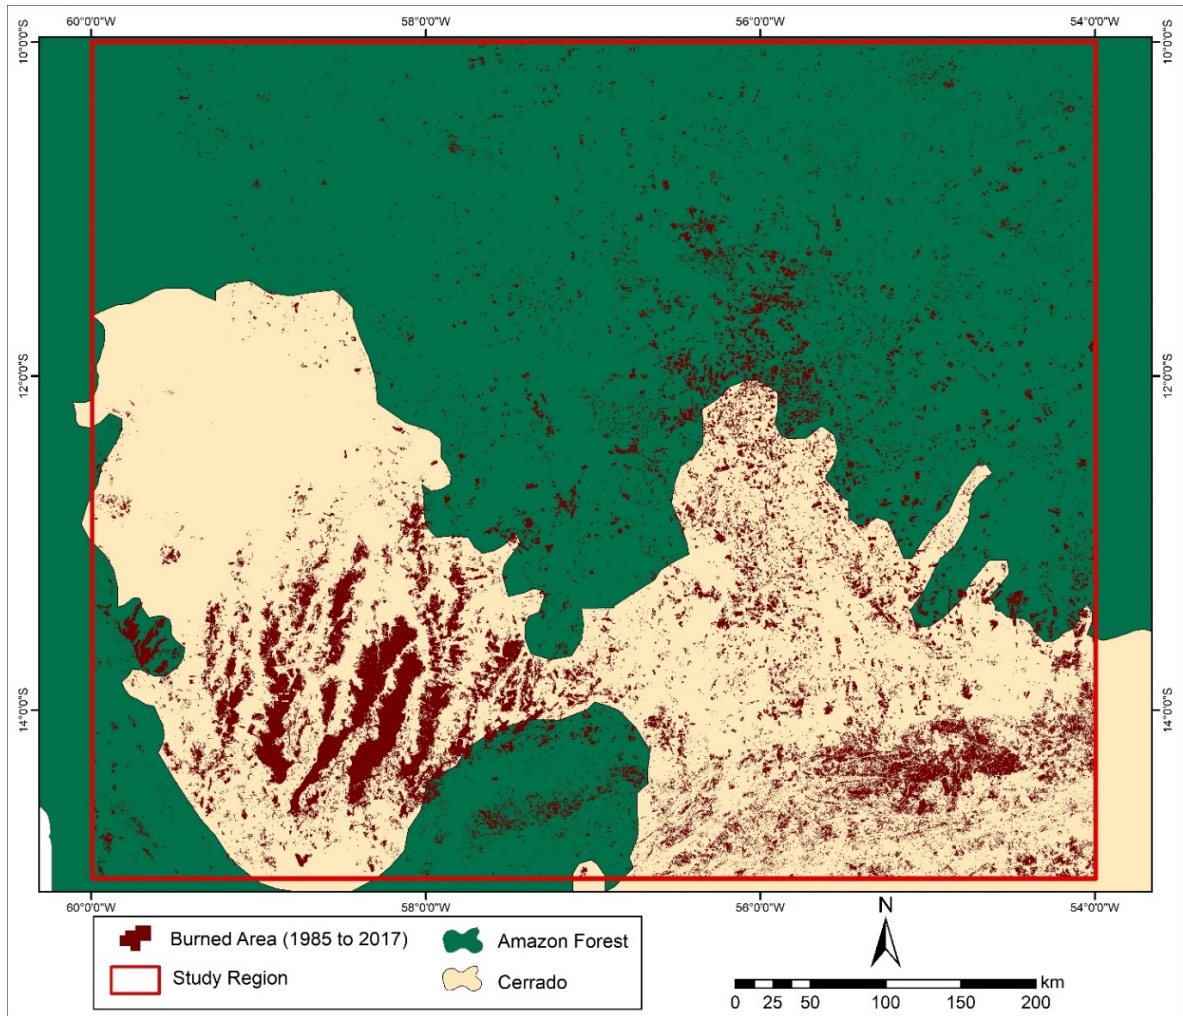 60°0'0"W 58°0'0"W 56°0'0"W 54°0'0"W
10°0'0"S 10°0'0"S
12°0'0"S 12°0'0"S
14°0'0"S 14°0'0"S
60°0'0"W 58°0'0"W 56°0'0"W 54°0'0"W
Burned Area (1985 to 2017) Amazon Forest
Study Region Cerrado
N
km
0 25 50 100 150 200